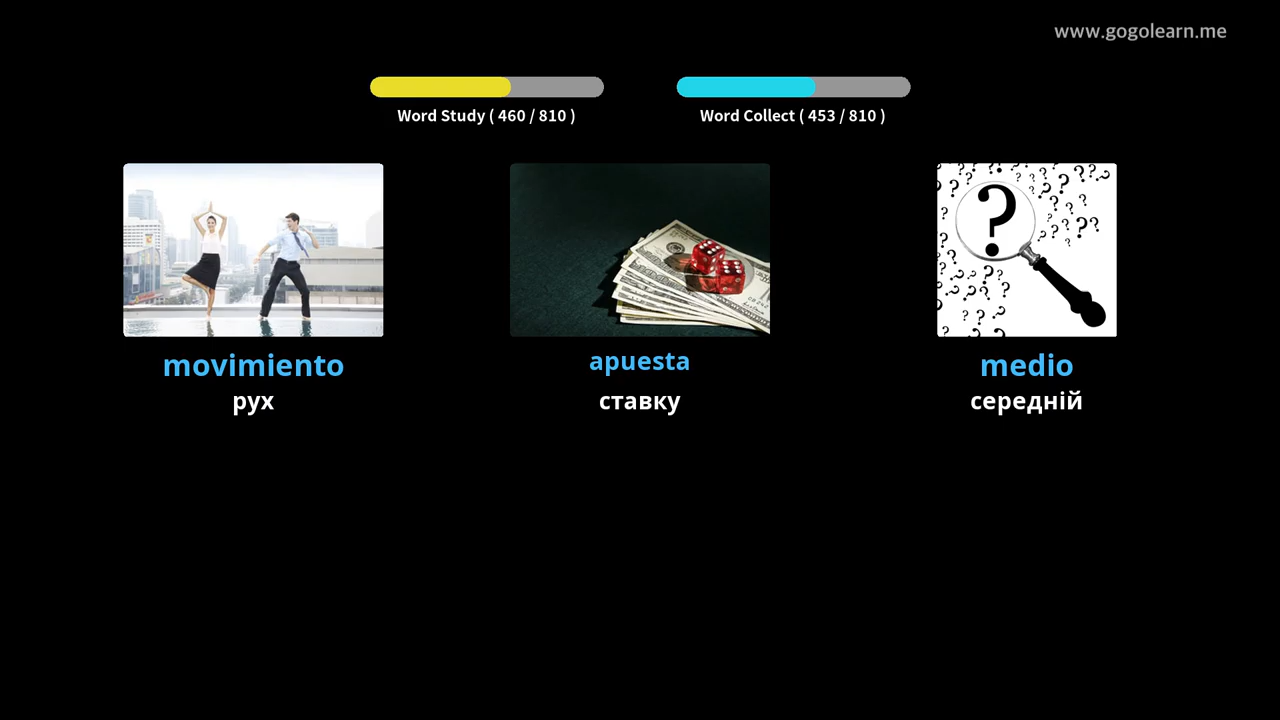 www.gogolearn.me
Word Study ( 460 / 810 )
Word Collect ( 453 / 810 )
movimiento
apuesta
medio
рух
ставку
середній